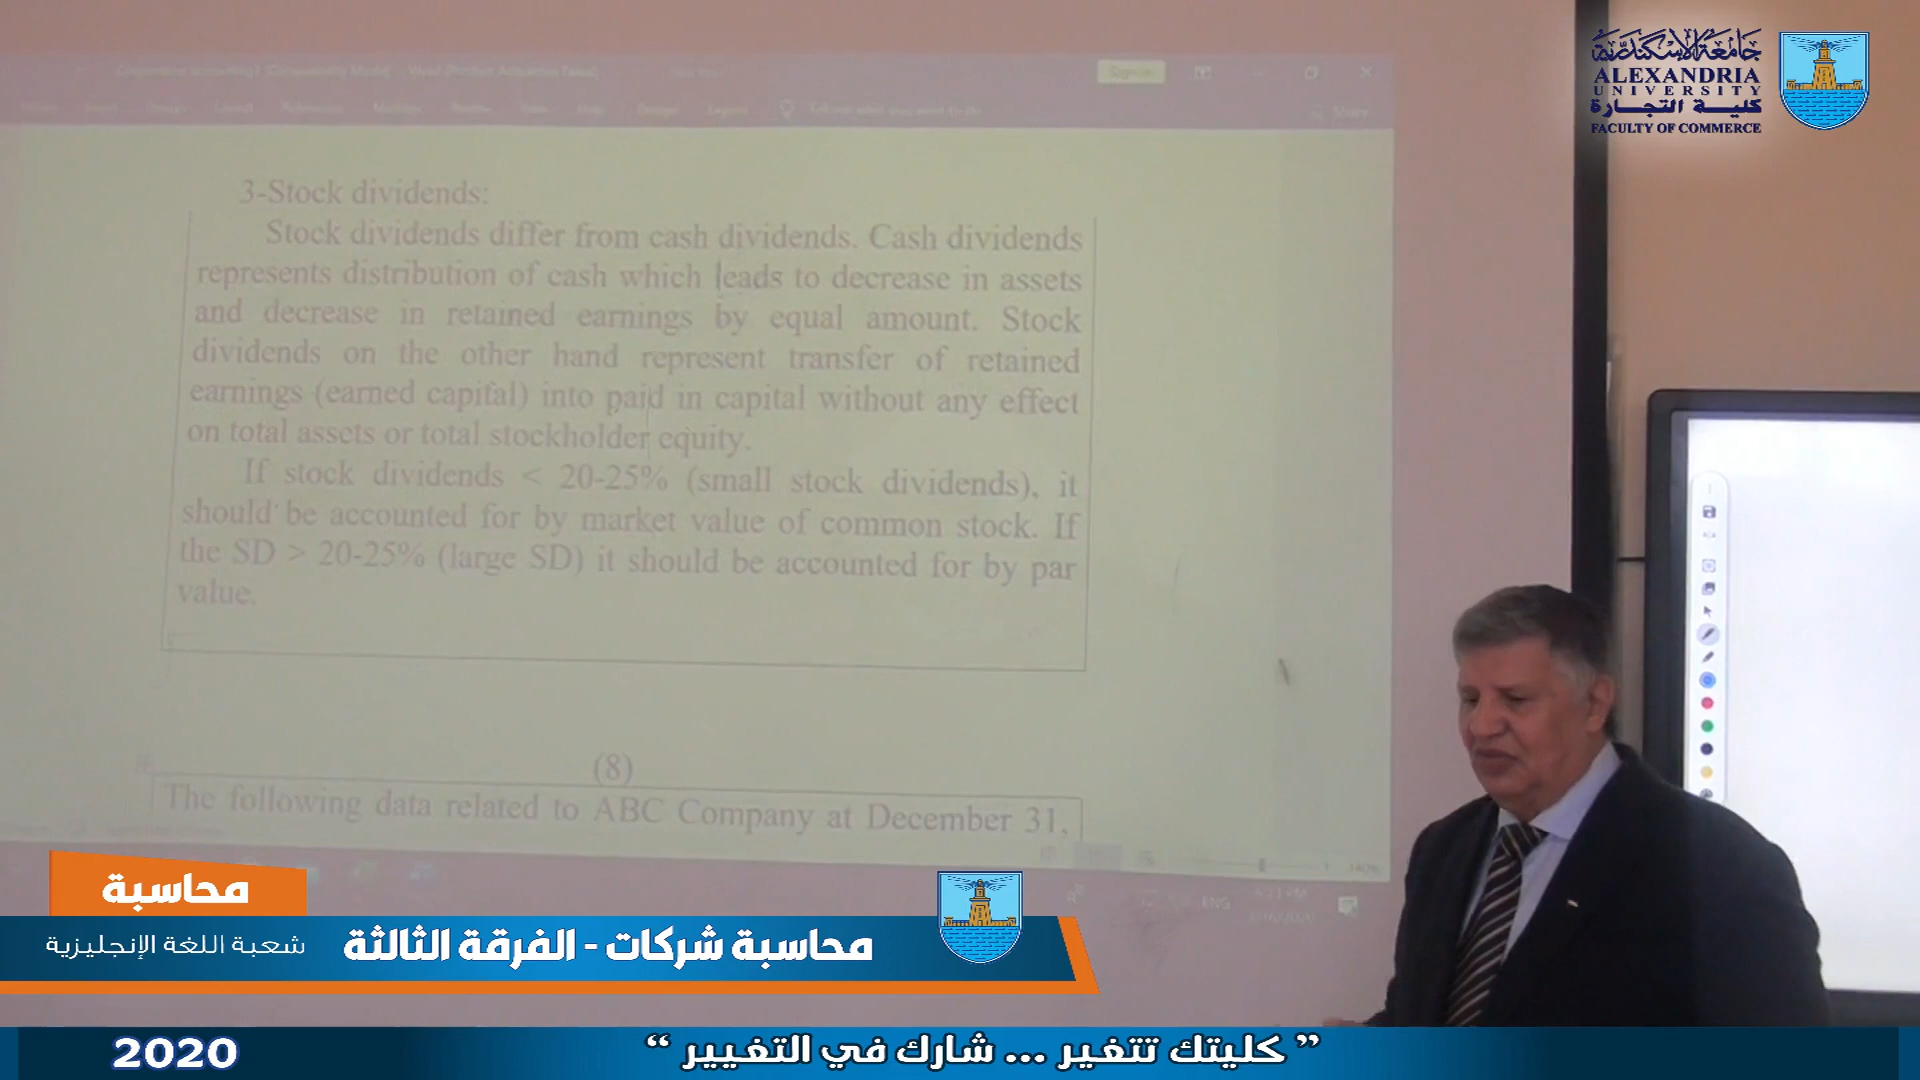 Sign in
Share
3-Stock dividends:
Stock dividends differ from cash dividends. Cash dividends
represents distribution of cash which leads to decrease in assets
and decrease in retained earnings by equal amount. Stock
dividends on the other hand represent transfer of retained
earnings (earned capital) into paid in capital without any effect
on total assets or total stockholder equity.
If stock dividends < 20-25% (small stock dividends), it
should be accounted for by market value of common stock. If
the SD > 20-25% (large SD) it should be accounted for by par
value.
(8)
The following data related to ABC Company at December 31,
ENG
جامعة الإسكندرية
ALEXANDRIA
UNIVERSITY
كلية التجارة
FACULTY OF COMMERCE
محاسبة
محاسبة شركات - الفرقة الثالثة
شعبة اللغة الإنجليزية
2020
” كليتك تتغير ... شارك في التغيير “